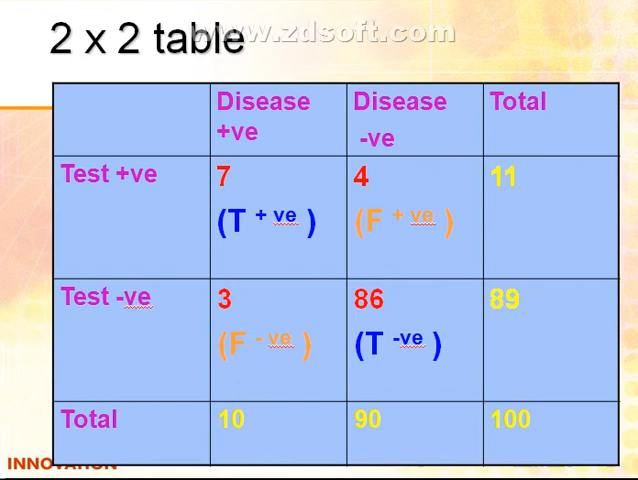 2 x 2 table
www.zdsoft.com
Disease +ve
Disease -ve
Total
Test +ve
7
(T + ve )
4
(F + ve )
11
Test -ve
3
(F - ve )
86
(T -ve )
89
Total
10
90
100
INNOVATION